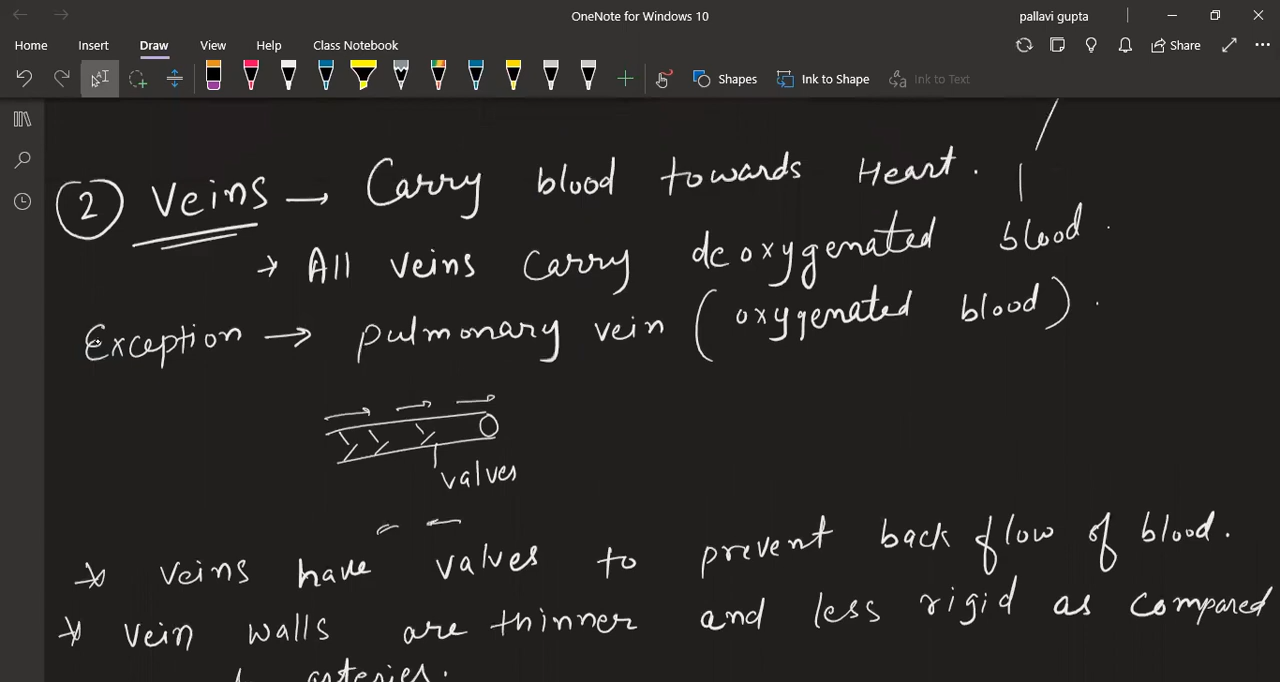 OneNote for Windows 10
pallavi gupta
Home Insert Draw View Help Class Notebook
Share
Shapes Ink to Shape Ink to Text
2 Veins → Carry blood towards Heart.
→ All veins carry deoxygenated blood.
Exception → pulmonary vein (oxygenated blood).
valves
* veins have valves to prevent back flow of blood.
* vein walls are thinner and less rigid as compared
arteries.